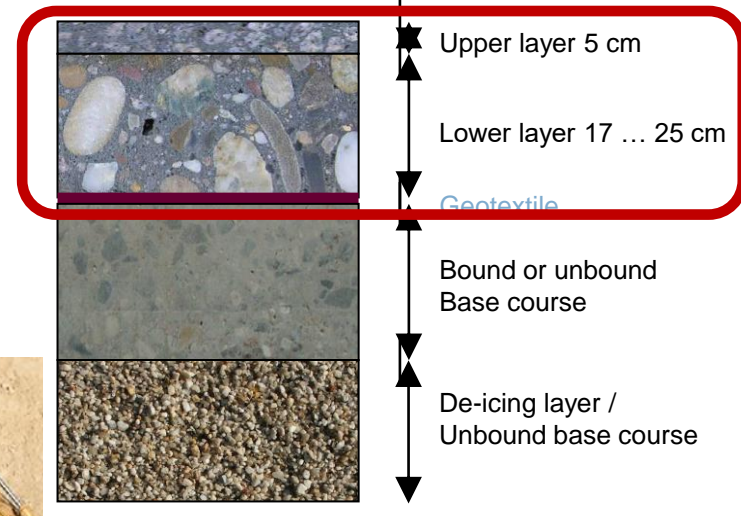 Upper layer 5 cm
Lower layer 17 … 25 cm
Geotextile
Bound or unbound
Base course
De-icing layer /
Unbound base course